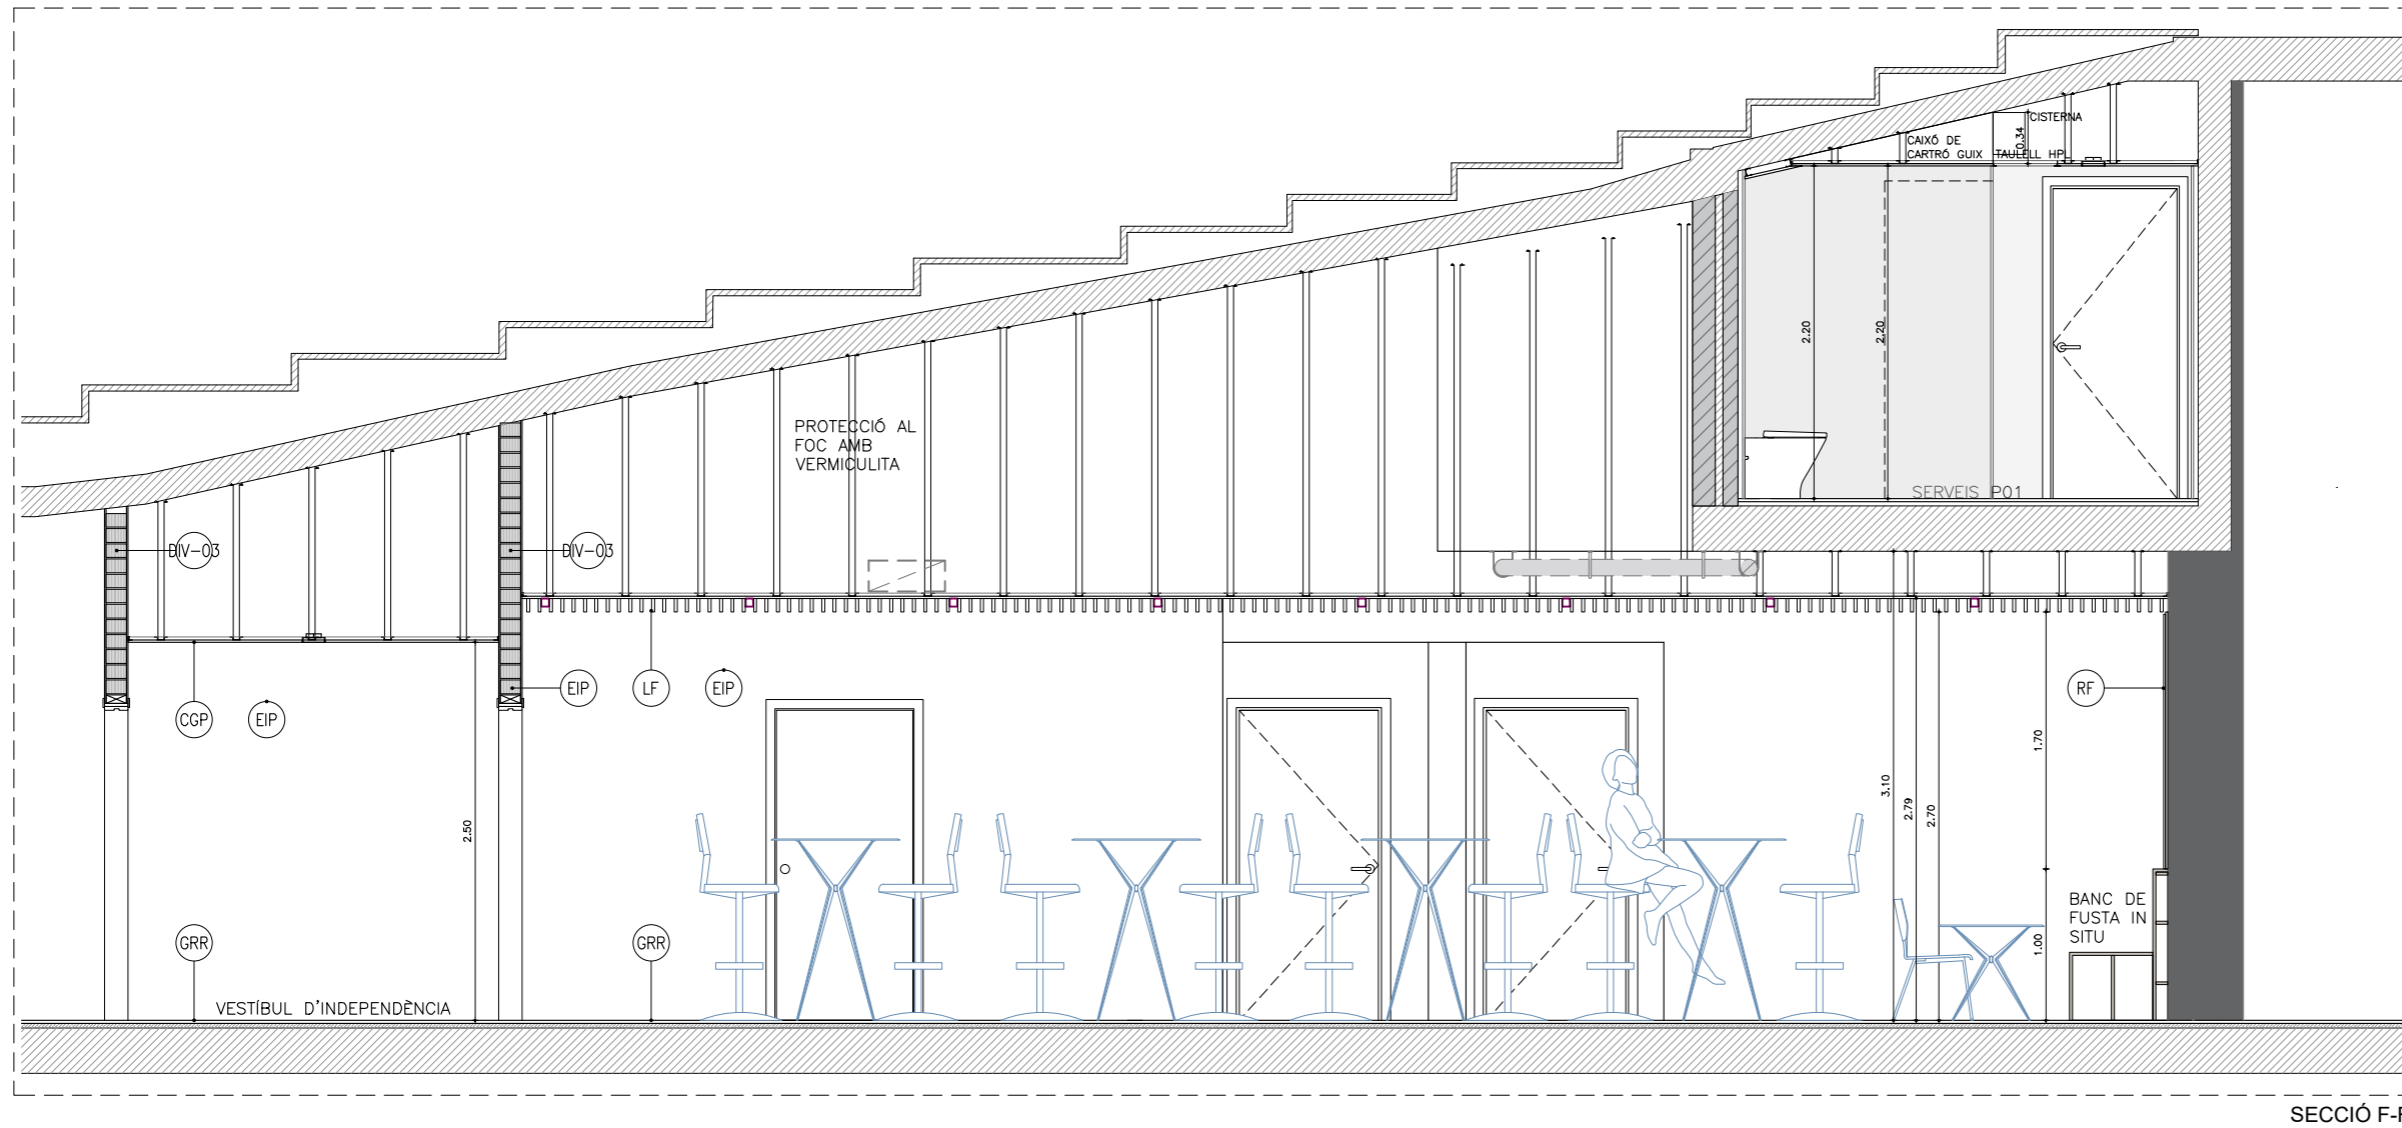 CISTERNA
0.34
CAIXÓ DE
CARTRÓ GUIX
TAULELL HPL
2.20
2.20
SERVEIS P01
PROTECCIÓ AL
FOC AMB
VERMICULITA
DIV-03
DIV-03
EIP
LF
EIP
RF
CGP
EIP
1.70
3.10
2.79
2.70
2.50
BANC DE
FUSTA IN
SITU
GRR
GRR
1.00
VESTÍBUL D'INDEPENDÈNCIA
SECCIÓ F-F